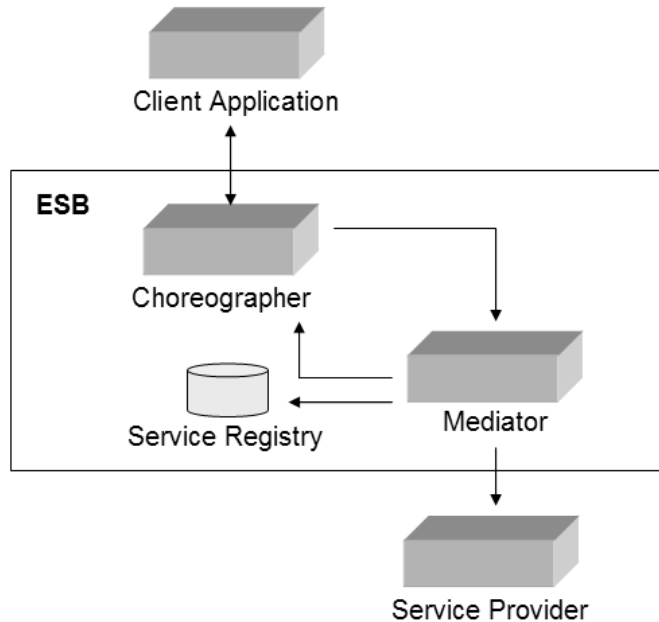 Client Application
ESB
Choreographer
Service Registry
Mediator
Service Provider